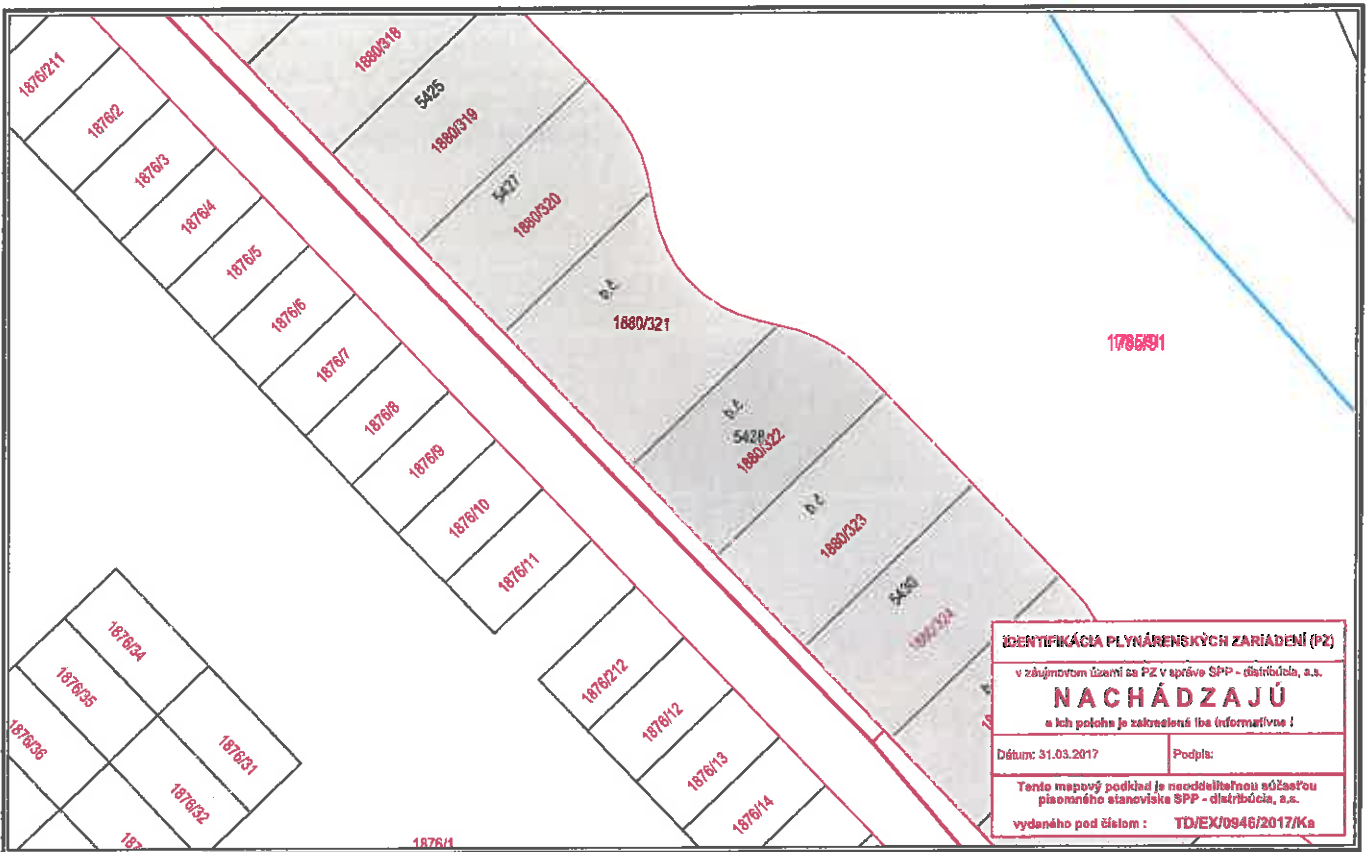 1876/211
1876/2
1876/3
1876/4
1876/5
1876/6
1876/7
1876/8
1876/9
1876/10
1876/11
1880/318
5425
1880/319
5427
1880/320
b.č.
1880/321
b.č.
5428
1880/322
b.č.
1880/323
5430
1880/324
1876/34
1876/35
1876/36
1876/31
1876/32
1876/212
1876/12
1876/13
1876/14
1876/1
IDENTIFIKÁCIA PLYNÁRENSKÝCH ZARIADENÍ (PZ)
v záujmovom území sa PZ v správe SPP - distribúcia, a.s.
NACHÁDZAJÚ
a ich poloha je zakreslená iba informatívne !
Dátum: 31.03.2017
Podpis:
Tento mapový podklad je neoddeliteľnou súčasťou
písomného stanoviska SPP - distribúcia, a.s.
vydaného pod číslom : TD/EX/0946/2017/Ka